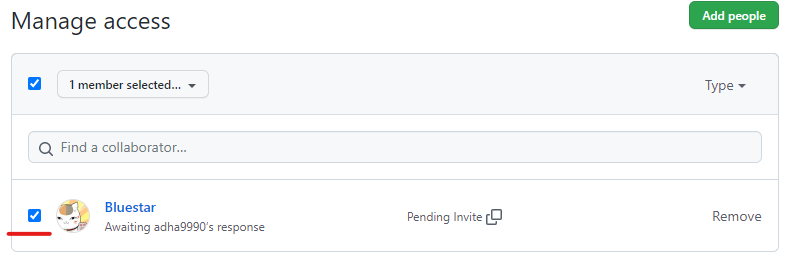 Manage access
Add people
1 member selected...
Type
Find a collaborator...
Bluestar
Awaiting adha9990's response
Pending Invite
Remove